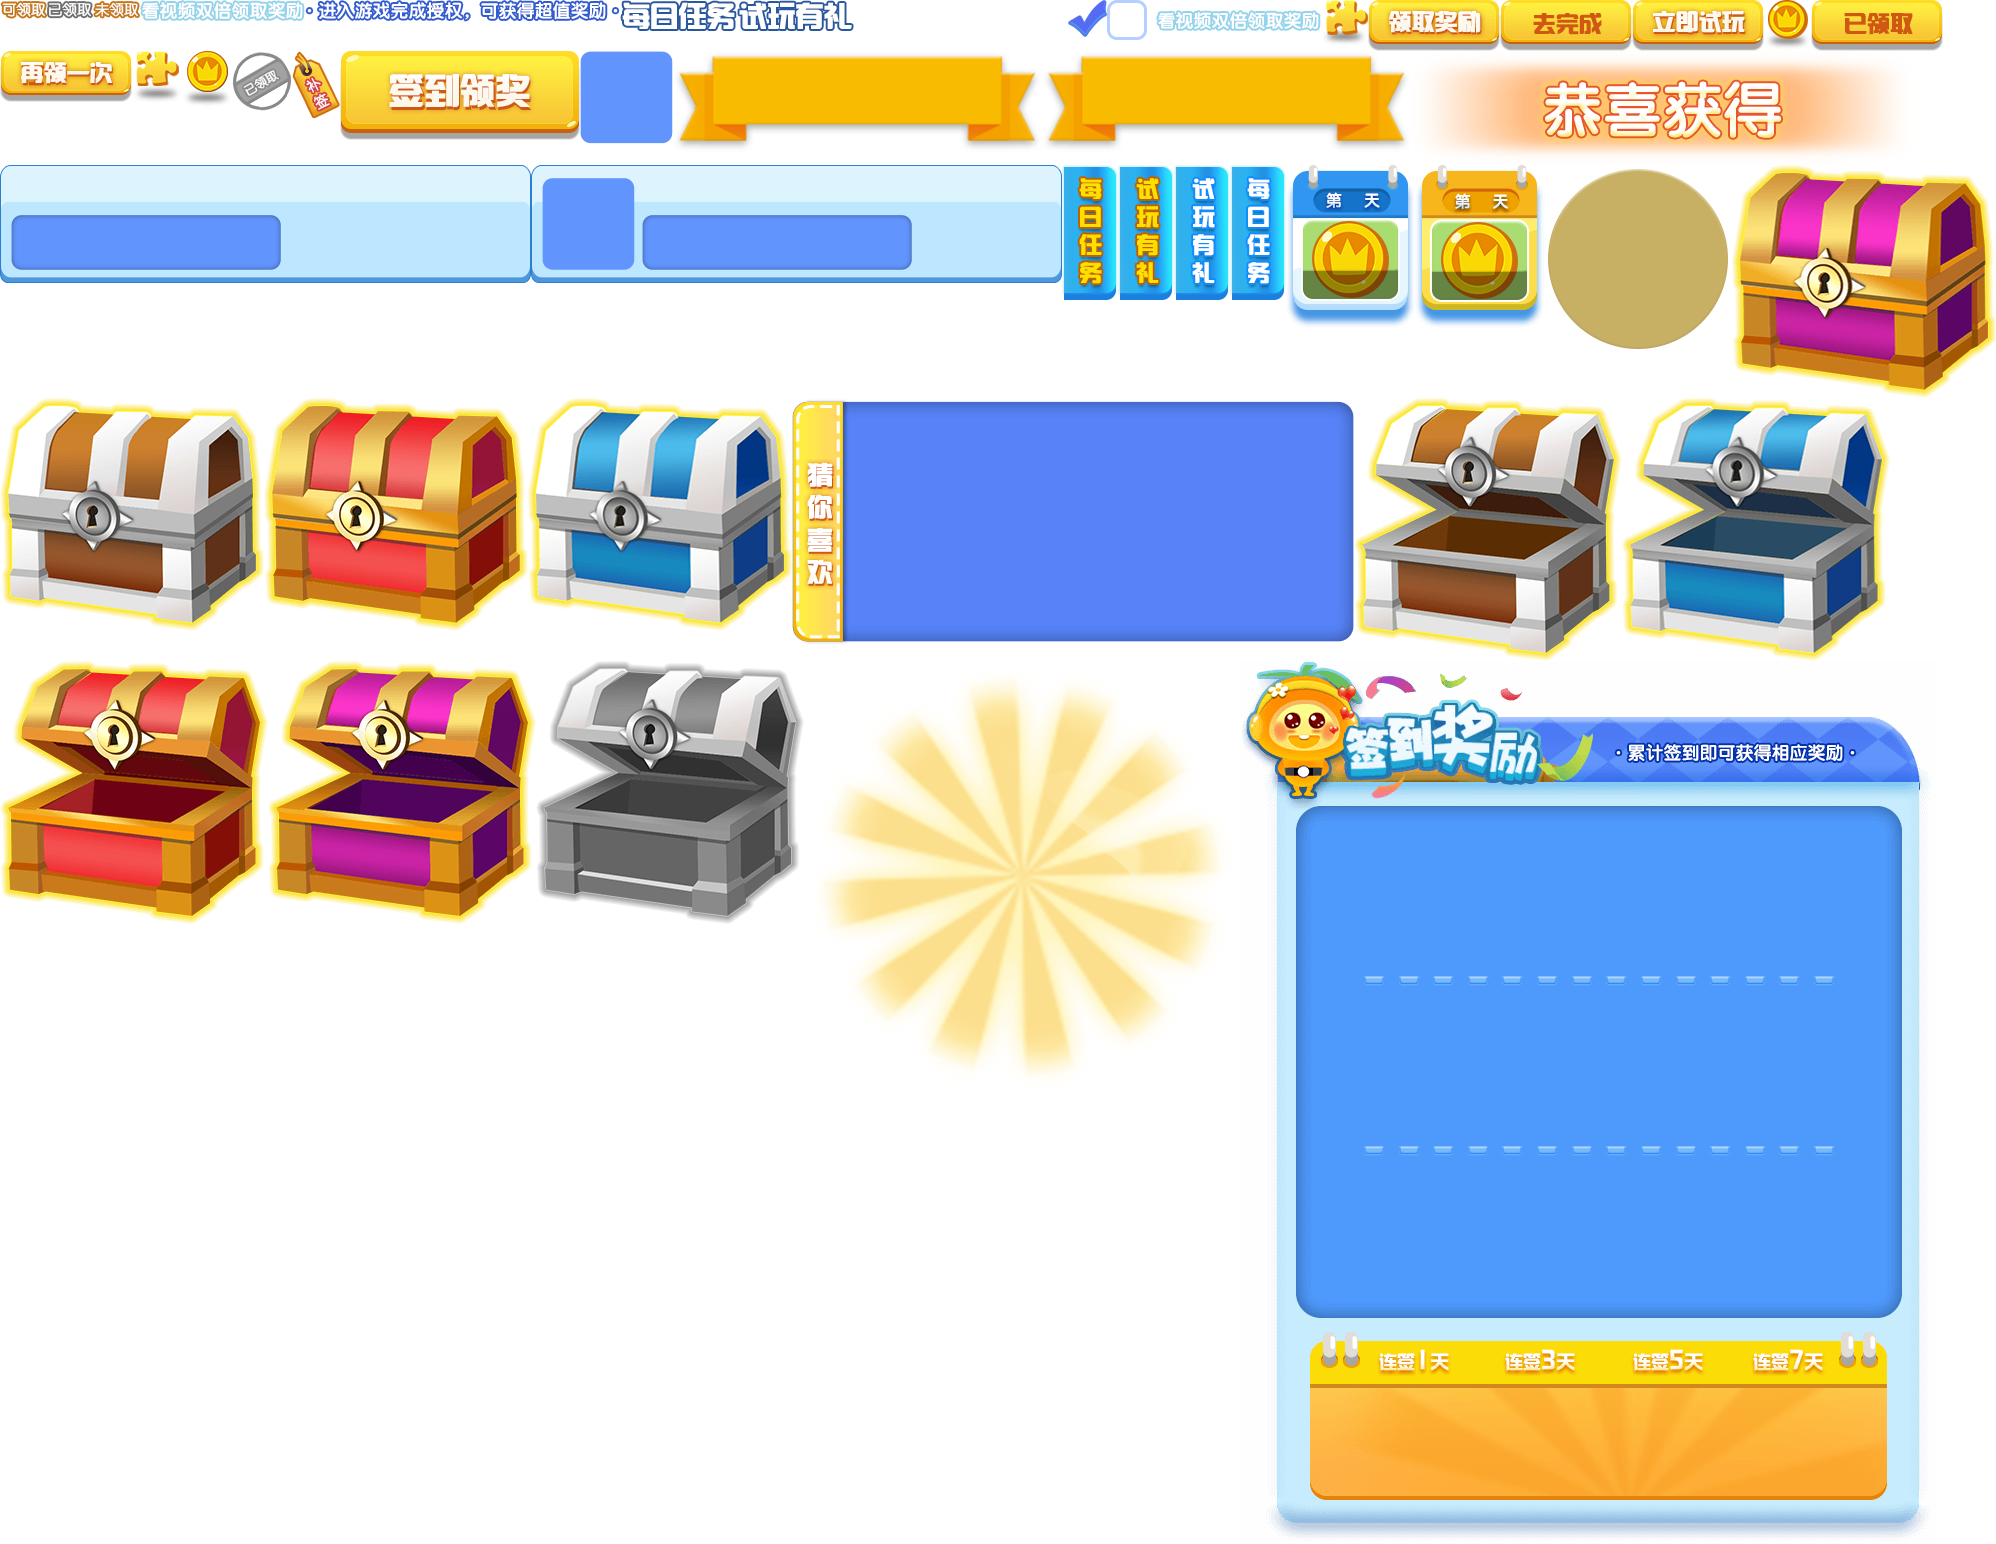 可领取
已领取
未领取
看视频双倍领取奖励
·进入游戏完成授权，可获得超值奖励·
每日任务
试玩有礼
看视频双倍领取奖励
领取奖励
去完成
立即试玩
已领取
再领一次
已领取
补签
签到领奖
恭喜获得
每日任务
试玩有礼
试玩有礼
每日任务
第 天
第 天
猜你喜欢
签到奖励
·累计签到即可获得相应奖励·
连签1天
连签3天
连签5天
连签7天